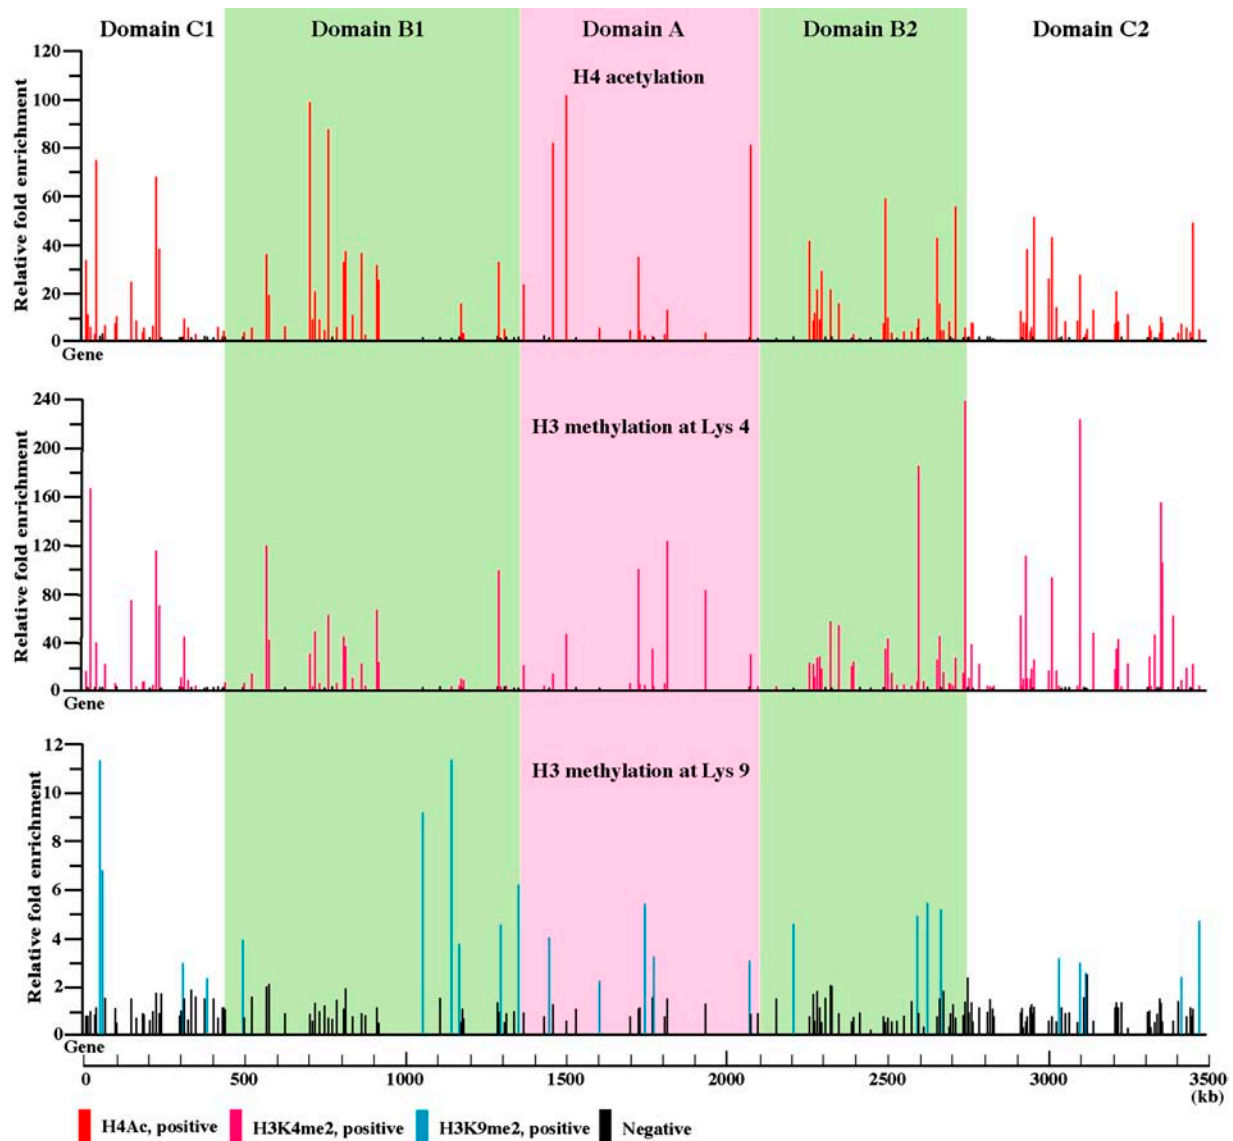 Domain C1 Domain B1 Domain A Domain B2 Domain C2
H4 acetylation
Relative fold enrichment
120
100
80
60
40
20
0
Gene
H3 methylation at Lys 4
Relative fold enrichment
240
200
160
120
80
40
0
Gene
H3 methylation at Lys 9
Relative fold enrichment
12
10
8
6
4
2
0
Gene
0 500 1000 1500 2000 2500 3000 3500
(kb)
H4Ac, positive H3K4me2, positive H3K9me2, positive Negative